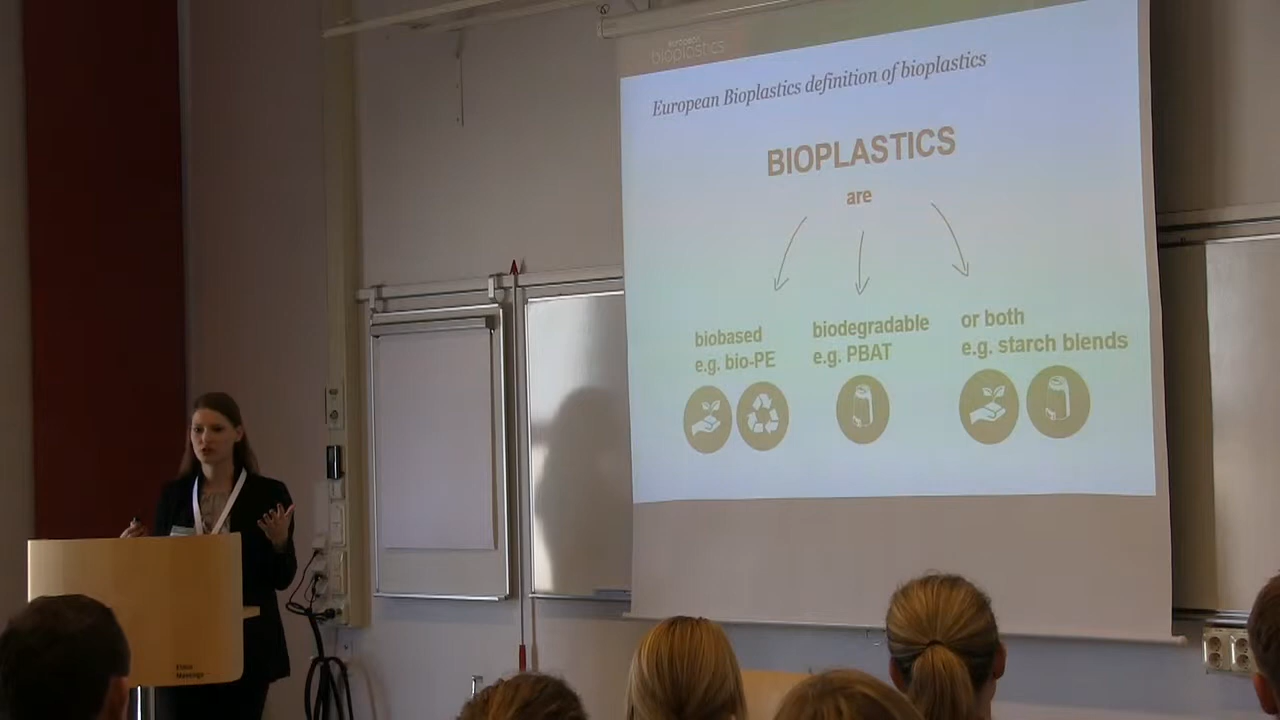 european
bioplastics
European Bioplastics definition of bioplastics
BIOPLASTICS
are
biobased
e.g. bio-PE
biodegradable
e.g. PBAT
or both
e.g. starch blends